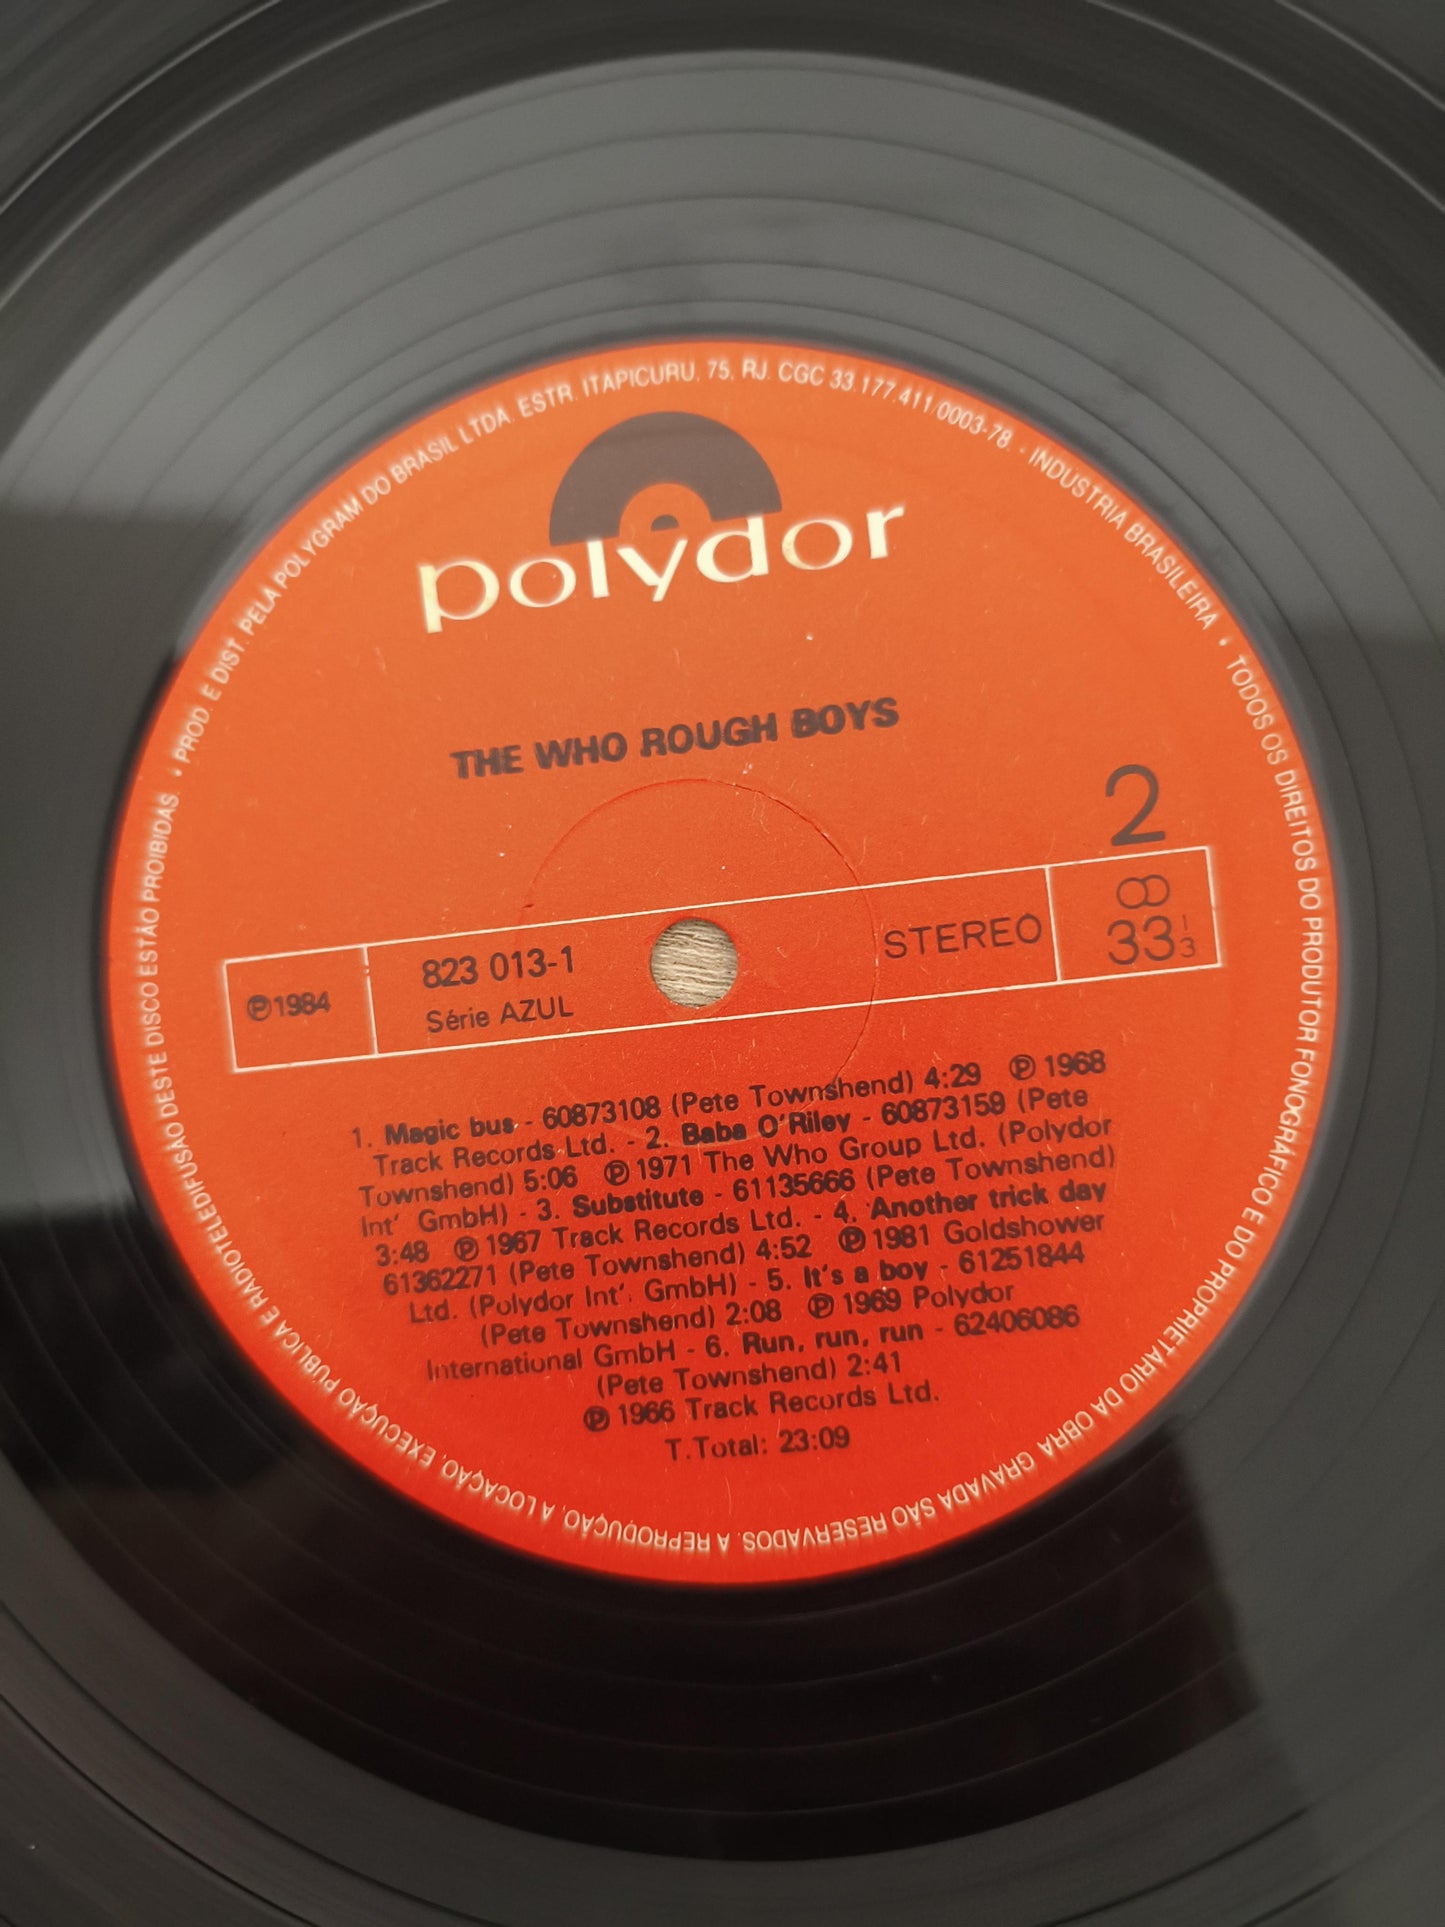 PROD. E DIST. PELA POLYGRAM DO BRASIL LTDA. ESTR. ITAPICURU, 75, RJ. CGC 33.177.411/0003-78. • INDÚSTRIA BRASILEIRA • TODOS OS DIREITOS DO PRODUTOR FONOGRÁFICO E DO PROPRIETÁRIO DA OBRA GRAVADA SÃO RESERVADOS. A REPRODUÇÃO, A LOCAÇÃO, EXECUÇÃO PÚBLICA E RADIOTELEDIFUSÃO DESTE DISCO ESTÃO PROIBIDAS. •
polydor
THE WHO ROUGH BOYS
2
℗1984
823 013-1
Série AZUL
STEREO
33 1/3
1. Magic bus - 60873108 (Pete Townshend) 4:29 ℗ 1968
Track Records Ltd. - 2. Baba O'Riley - 60873159 (Pete
Townshend) 5:06 ℗ 1971 The Who Group Ltd. (Polydor
Int' GmbH) - 3. Substitute - 61135666 (Pete Townshend)
3:48 ℗ 1967 Track Records Ltd. - 4. Another trick day
61362271 (Pete Townshend) 4:52 ℗ 1981 Goldshower
Ltd. (Polydor Int'. GmbH) - 5. It's a boy - 61251844
(Pete Townshend) 2:08 ℗ 1969 Polydor
International GmbH - 6. Run, run, run - 62406086
(Pete Townshend) 2:41
℗ 1966 Track Records Ltd.
T.Total: 23:09